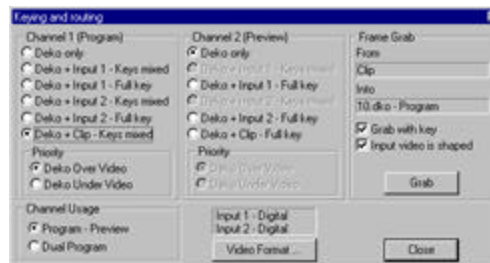 Keying and routing
Channel 1 (Program)
Deko only
Deko + Input 1 - Keys mixed
Deko + Input 1 - Full key
Deko + Input 2 - Keys mixed
Deko + Input 2 - Full key
Deko + Clip - Keys mixed
Priority
Deko Over Video
Deko Under Video
Channel 2 (Preview)
Deko only
Deko + Input 1 - Keys mixed
Deko + Input 1 - Full key
Deko + Input 2 - Keys mixed
Deko + Input 2 - Full key
Deko + Clip - Full key
Priority
Deko Over Video
Deko Under Video
Frame Grab
From
Clip
Into
10.dko - Program
Grab with key
Input video is shaped
Grab
Channel Usage
Program - Preview
Dual Program
Input 1 - Digital
Input 2 - Digital
Video Format ...
Close